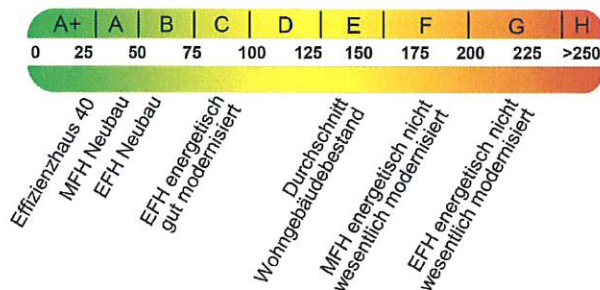 A+ A B C D E F G H
0 25 50 75 100 125 150 175 200 225 >250
Effizienzhaus 40
MFH Neubau
EFH Neubau
EFH energetisch
gut modernisiert
Durchschnitt
Wohngebäudebestand
MFH energetisch nicht
wesentlich modernisiert
EFH energetisch nicht
wesentlich modernisiert